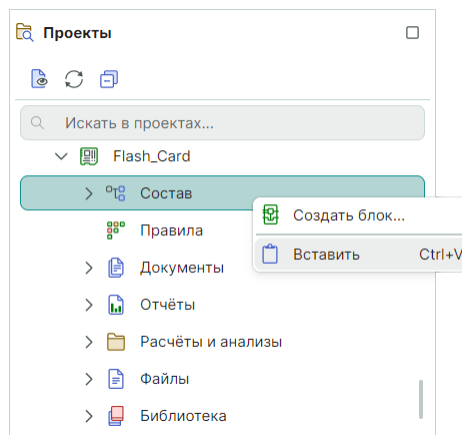 Проекты
Искать в проектах...
Flash_Card
Состав
Создать блок...
Правила
Вставить Ctrl+V
Документы
Отчёты
Расчёты и анализы
Файлы
Библиотека